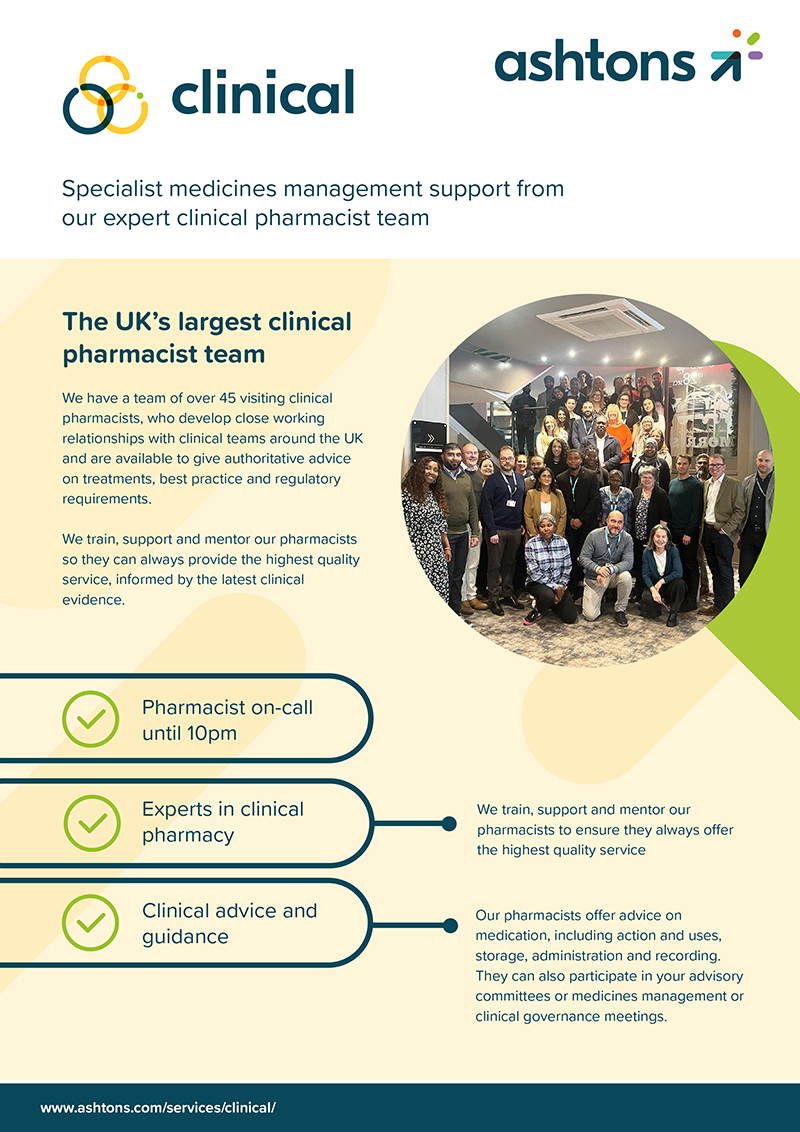 clinical
ashtons
Specialist medicines management support from
our expert clinical pharmacist team
The UK's largest clinical
pharmacist team
We have a team of over 45 visiting clinical
pharmacists, who develop close working
relationships with clinical teams around the UK
and are available to give authoritative advice
on treatments, best practice and regulatory
requirements.
We train, support and mentor our pharmacists
so they can always provide the highest quality
service, informed by the latest clinical
evidence.
Pharmacist on-call
until 10pm
Experts in clinical
pharmacy
We train, support and mentor our
pharmacists to ensure they always offer
the highest quality service
Clinical advice and
guidance
Our pharmacists offer advice on
medication, including action and uses,
storage, administration and recording.
They can also participate in your advisory
committees or medicines management or
clinical governance meetings.
www.ashtons.com/services/clinical/